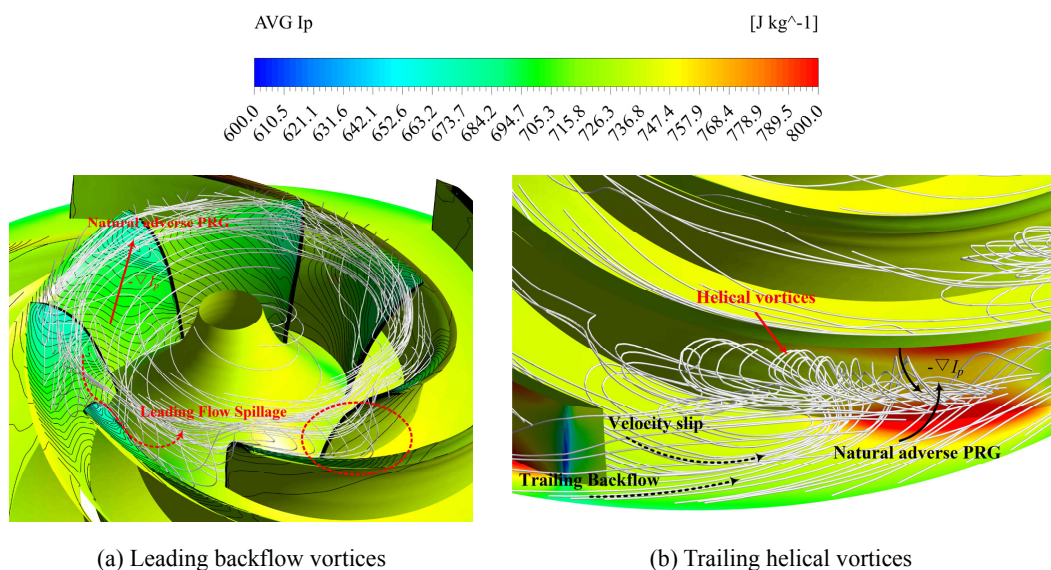 AVG Ip [J kg^-1]
600.0 610.5 621.1 631.6 642.1 652.6 663.2 673.7 684.2 694.7 705.3 715.8 726.3 736.8 747.4 757.9 768.4 778.9 789.5 800.0
Natural adverse PRG
Leading Flow Spillage
Helical vortices
-∇Ip
Velocity slip
Natural adverse PRG
Trailing Backflow
(a) Leading backflow vortices
(b) Trailing helical vortices